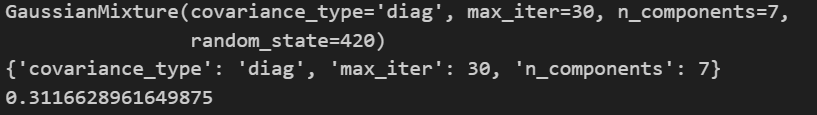 GaussianMixture(covariance_type='diag', max_iter=30, n_components=7,
random_state=420)
{'covariance_type': 'diag', 'max_iter': 30, 'n_components': 7}
0.3116628961649875